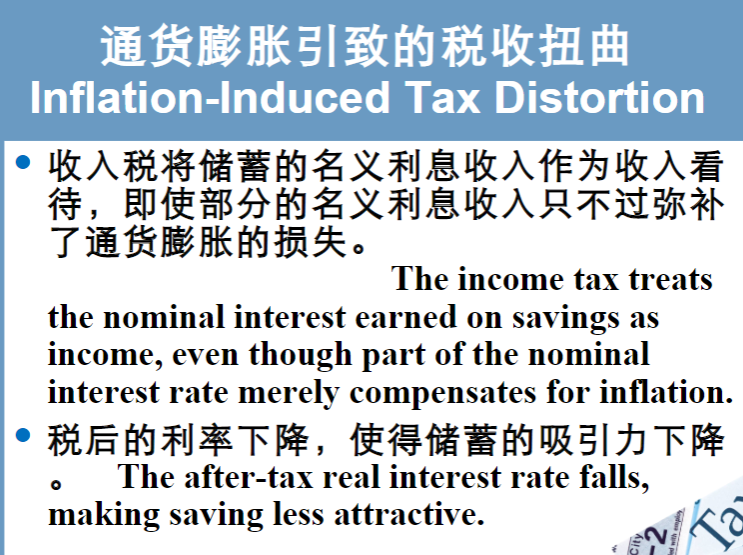 通货膨胀引致的税收扭曲
Inflation-Induced Tax Distortion
• 收入税将储蓄的名义利息收入作为收入看
待，即使部分的名义利息收入只不过弥补
了通货膨胀的损失。
The income tax treats
the nominal interest earned on savings as
income, even though part of the nominal
interest rate merely compensates for inflation.
• 税后的利率下降，使得储蓄的吸引力下降
。 The after-tax real interest rate falls,
making saving less attractive.
City
-2
Ta